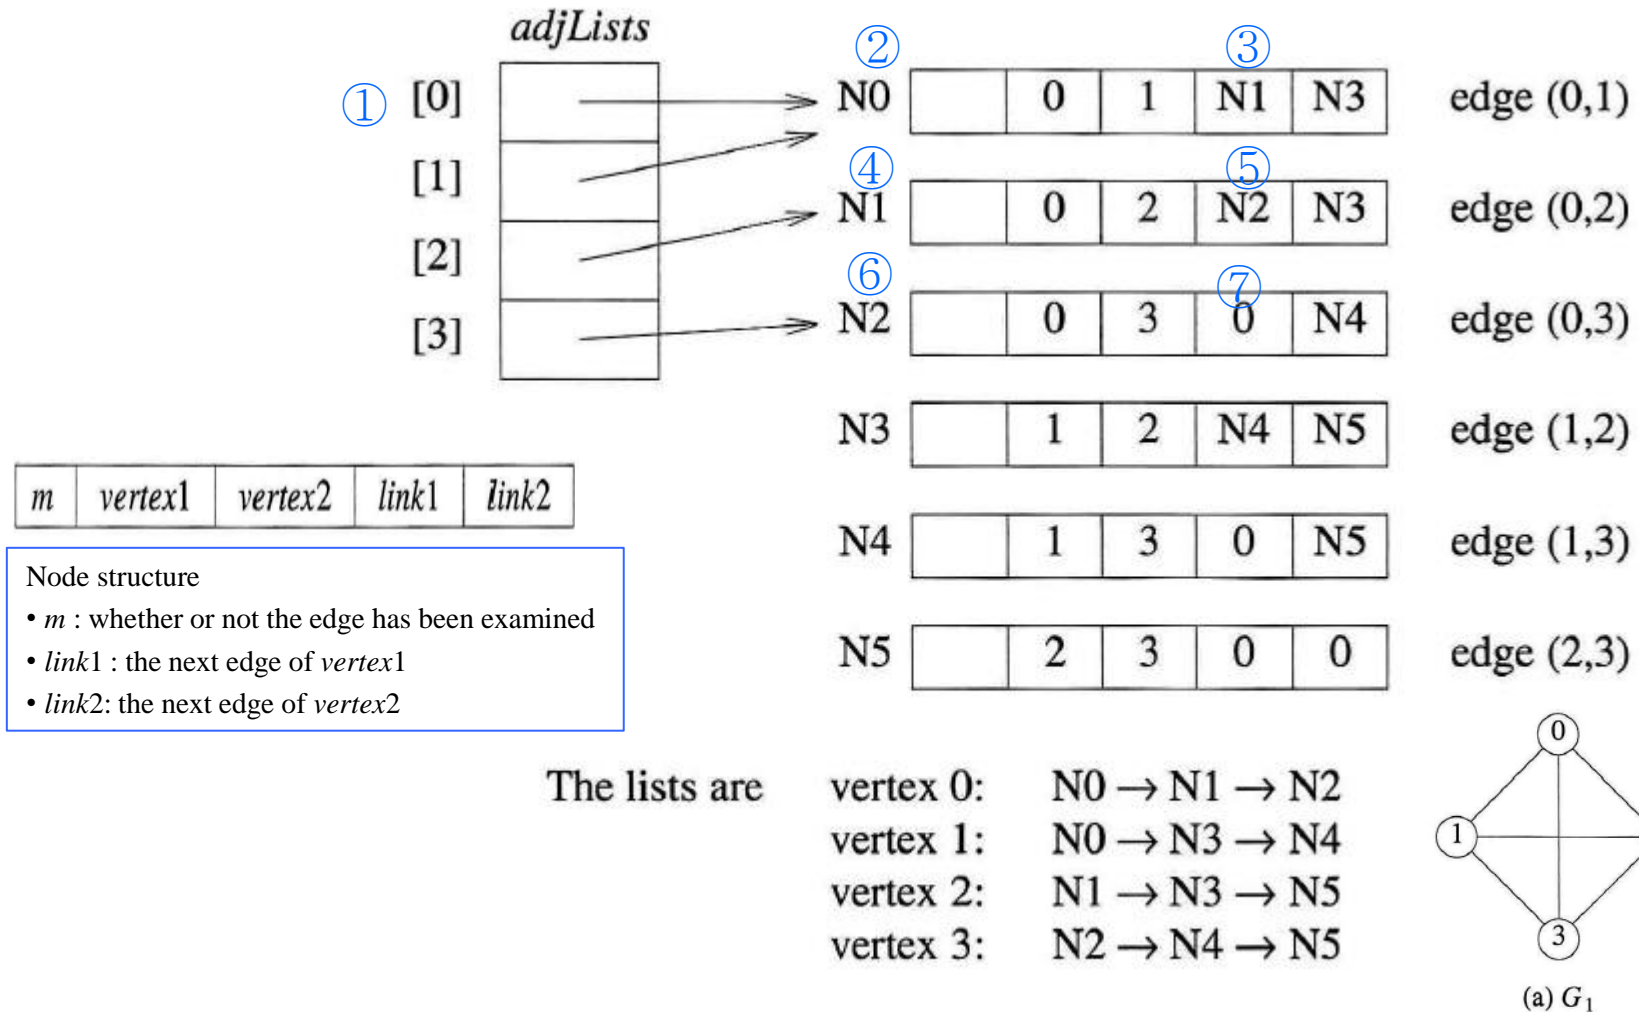 adjLists
② ③
① [0] N0 0 1 N1 N3 edge (0,1)
④ ⑤
[1] N1 0 2 N2 N3 edge (0,2)
⑥ ⑦
[2] N2 0 3 0 N4 edge (0,3)
[3]
N3 1 2 N4 N5 edge (1,2)
m vertex1 vertex2 link1 link2
N4 1 3 0 N5 edge (1,3)
N5 2 3 0 0 edge (2,3)
Node structure
• m : whether or not the edge has been examined
• link1 : the next edge of vertex1
• link2: the next edge of vertex2
The lists are vertex 0: N0 → N1 → N2
vertex 1: N0 → N3 → N4
vertex 2: N1 → N3 → N5
vertex 3: N2 → N4 → N5
0
1
3
(a) G1